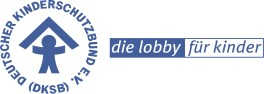 DEUTSCHER KINDERSCHUTZBUND E.V.
(DKSB)
die lobby für kinder